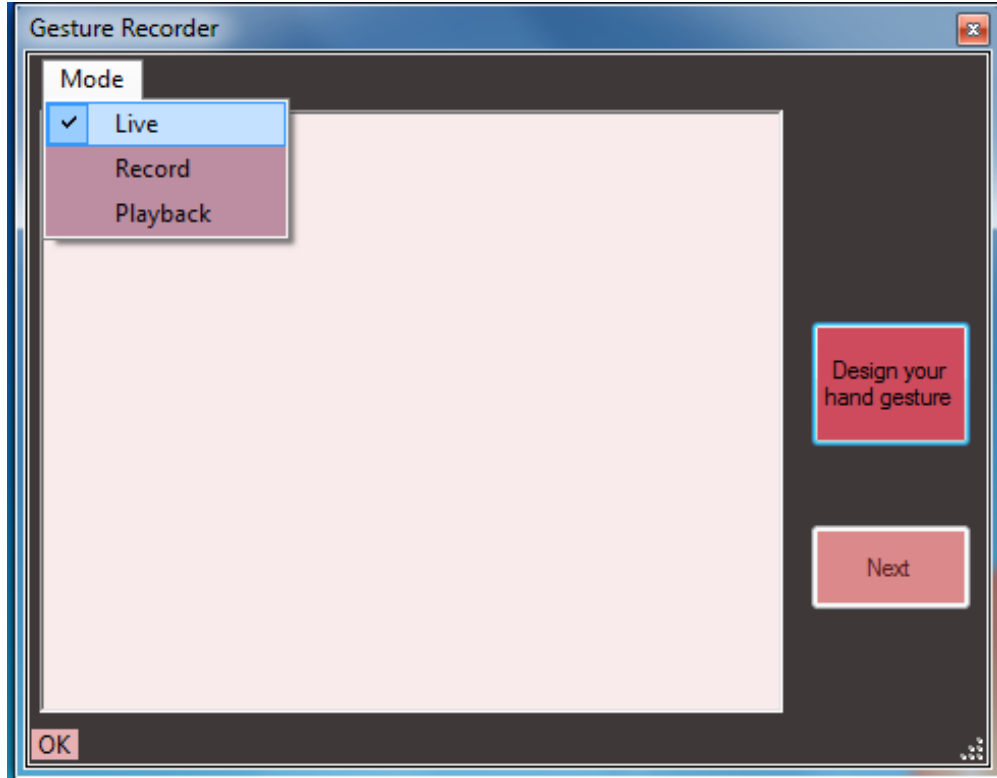 Gesture Recorder
Mode
Live
Record
Playback
Design your
hand gesture
Next
OK